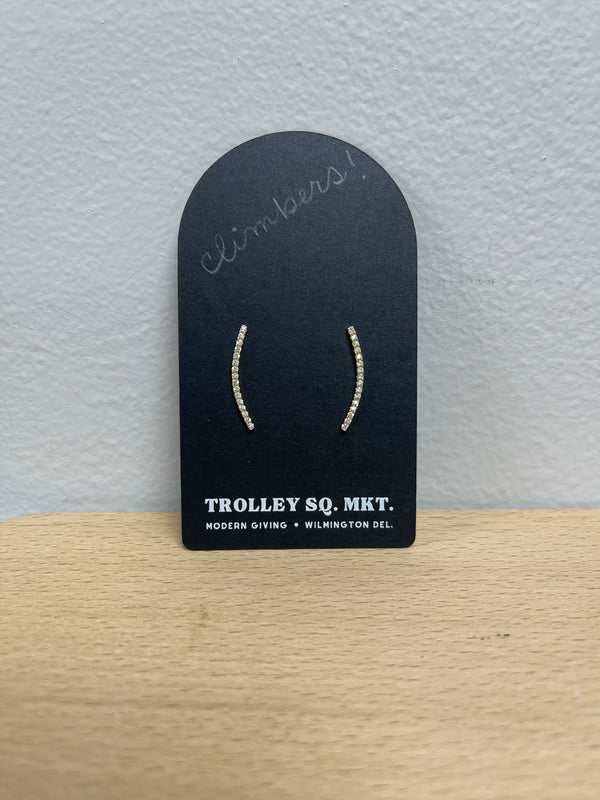 climbers!
TROLLEY SQ. MKT.
MODERN GIVING • WILMINGTON DEL.